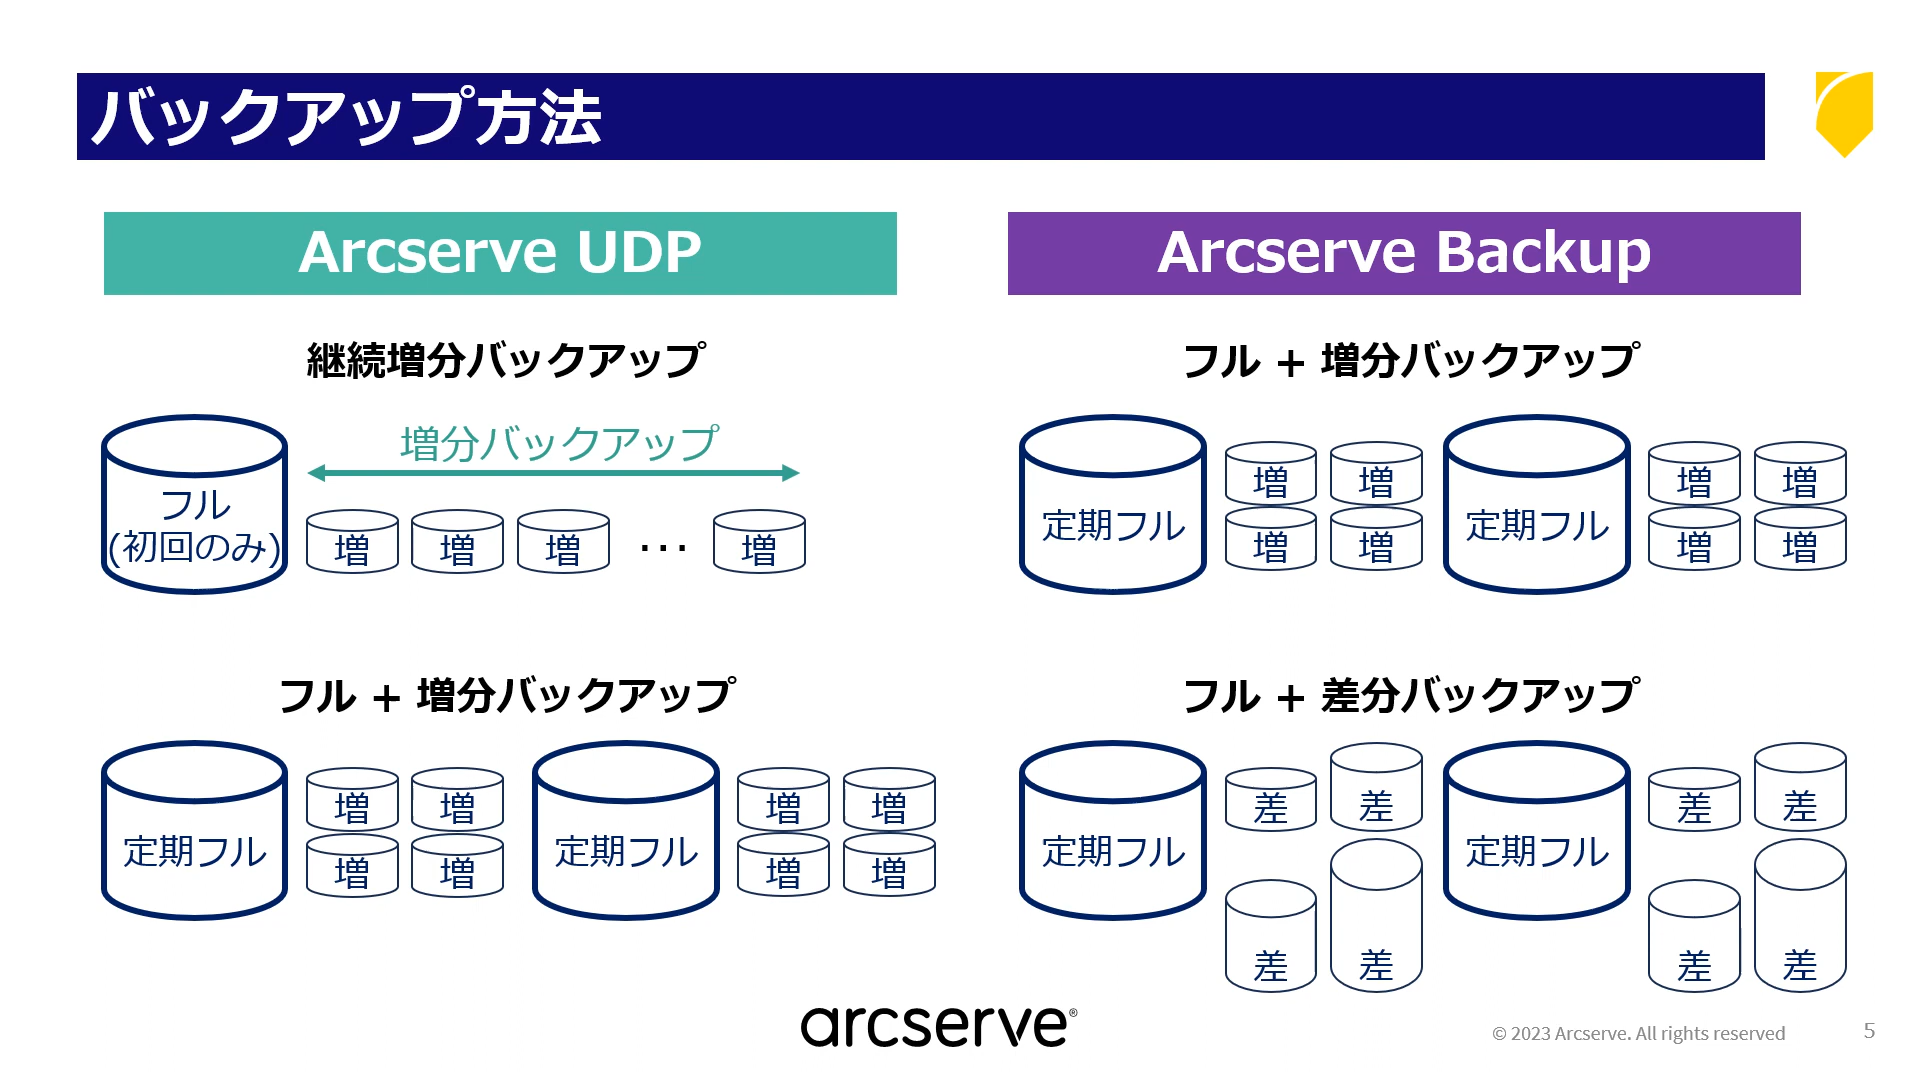 バックアップ方法
Arcserve UDP
継続増分バックアップ
増分バックアップ
フル
(初回のみ)
増 増 増 … 増
フル + 増分バックアップ
定期フル
増 増
増 増
定期フル
増 増
増 増
Arcserve Backup
フル + 増分バックアップ
定期フル
増 増
増 増
定期フル
増 増
増 増
フル + 差分バックアップ
定期フル
差 差
差 差
定期フル
差 差
差 差
arcserve®
© 2023 Arcserve. All rights reserved
5